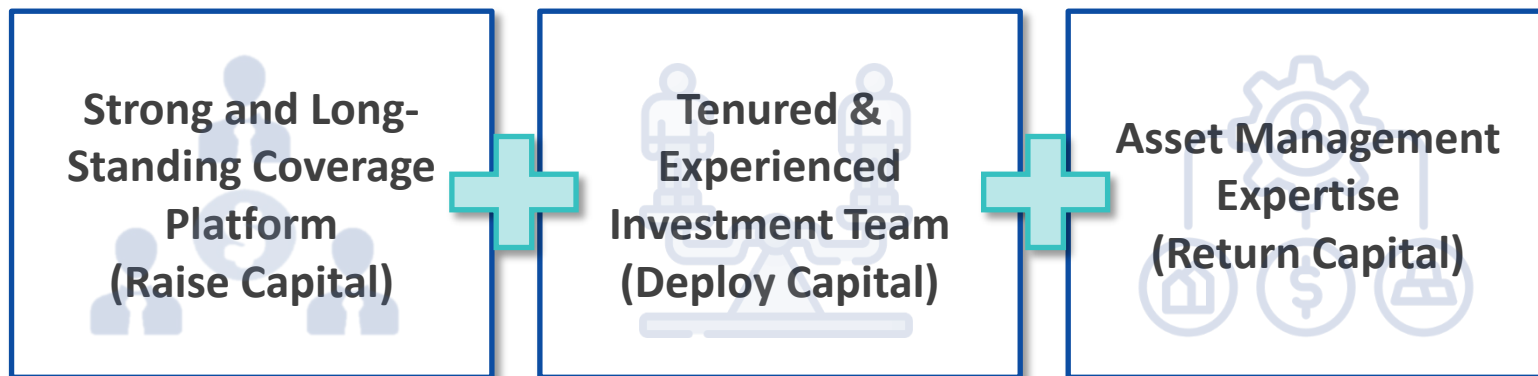 Strong and Long-
Standing Coverage
Platform
(Raise Capital)
Tenured &
Experienced
Investment Team
(Deploy Capital)
Asset Management
Expertise
(Return Capital)